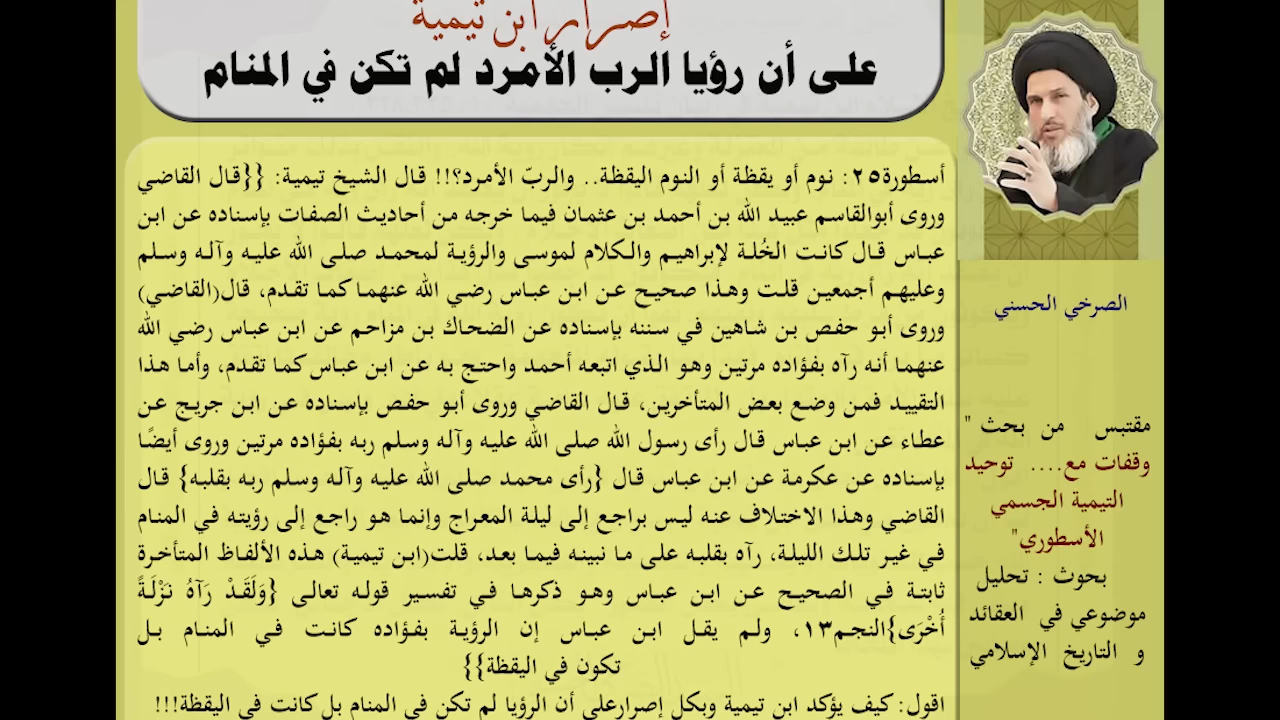 إصرار ابن تيمية
على أن رؤيا الرب الأمرد لم تكن في المنام
أسطورة٢٥: نوم أو يقظة أو النوم اليقظة.. والربّ الأمرد؟!! قال الشيخ تيمية: {{قال القاضي
وروى أبوالقاسم عبيد الله بن أحمد بن عثمان فيما خرجه من أحاديث الصفات بإسناده عن ابن
عباس قال كانت الخُلة لإبراهيم والكلام لموسى والرؤية لمحمد صلى الله عليه وآله وسلم
وعليهم أجمعين قلت وهذا صحيح عن ابن عباس رضي الله عنهما كما تقدم، قال(القاضي)
وروى أبو حفص بن شاهين في سننه بإسناده عن الضحاك بن مزاحم عن ابن عباس رضي الله
عنهما أنه رآه بفؤاده مرتين وهو الذي اتبعه أحمد واحتج به عن ابن عباس كما تقدم، وأما هذا
التقييد فمن وضع بعض المتأخرين، قال القاضي وروى أبو حفص بإسناده عن ابن جريج عن
عطاء عن ابن عباس قال رأى رسول الله صلى الله عليه وآله وسلم ربه بفؤاده مرتين وروى أيضًا
بإسناده عن عكرمة عن ابن عباس قال {رأى محمد صلى الله عليه وآله وسلم ربه بقلبه} قال
القاضي وهذا الاختلاف عنه ليس براجع إلى ليلة المعراج وإنما هو راجع إلى رؤيته في المنام
في غير تلك الليلة، رآه بقلبه على ما نبينه فيما بعد، قلت(ابن تيمية) هذه الألفاظ المتأخرة
ثابتة في الصحيح عن ابن عباس وهو ذكرها في تفسير قوله تعالى {وَلَقَدْ رَآهُ نَزْلَةً
أُخْرَى}النجم١٣، ولم يقل ابن عباس إن الرؤية بفؤاده كانت في المنام بل
تكون في اليقظة}}
اقول: كيف يؤكد ابن تيمية وبكل إصرارعلى أن الرؤيا لم تكن في المنام بل كانت في اليقظة!!!
الصرخي الحسني
مقتبس من بحث "
وقفات مع.... توحيد
التيمية الجسمي
الأسطوري"
بحوث : تحليل
موضوعي في العقائد
و التاريخ الإسلامي